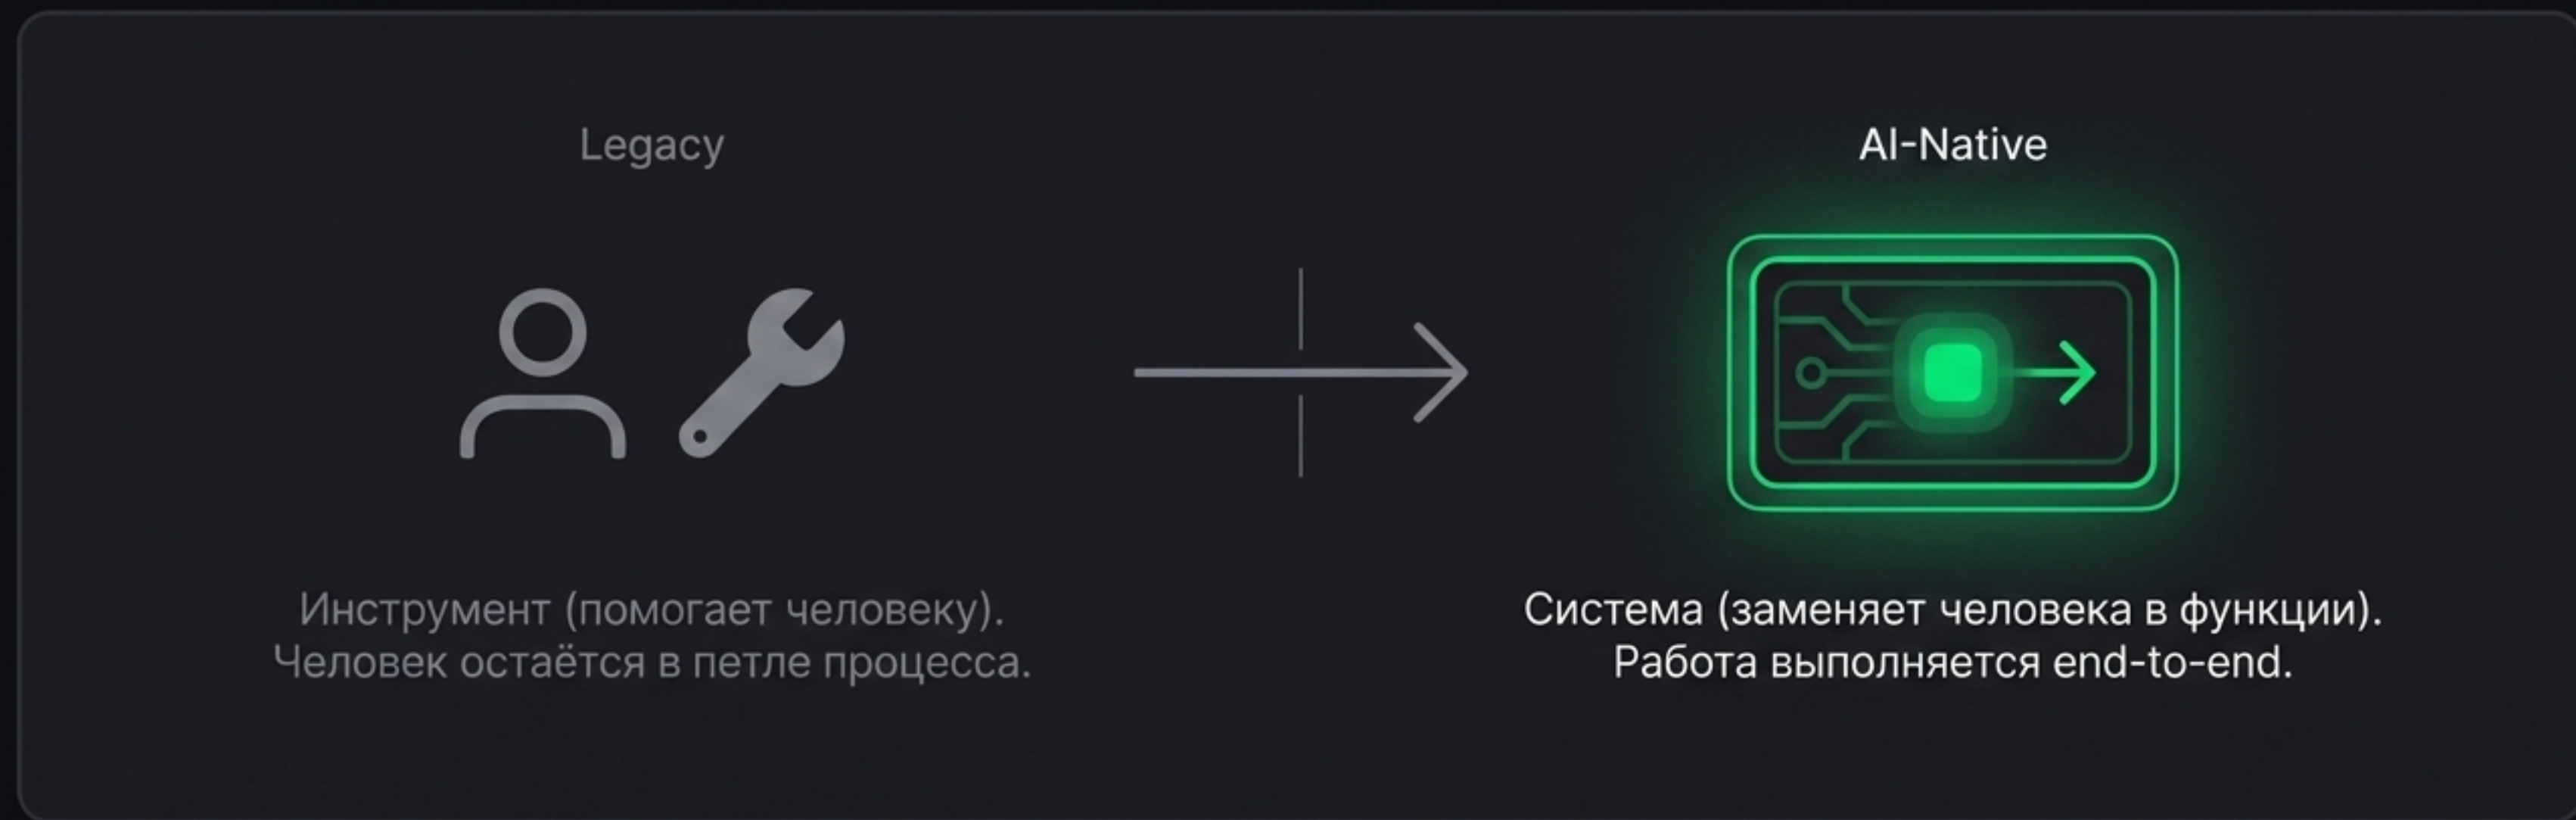 Legacy
AI-Native
Инструмент (помогает человеку).
Человек остаётся в петле процесса.
Система (заменяет человека в функции).
Работа выполняется end-to-end.